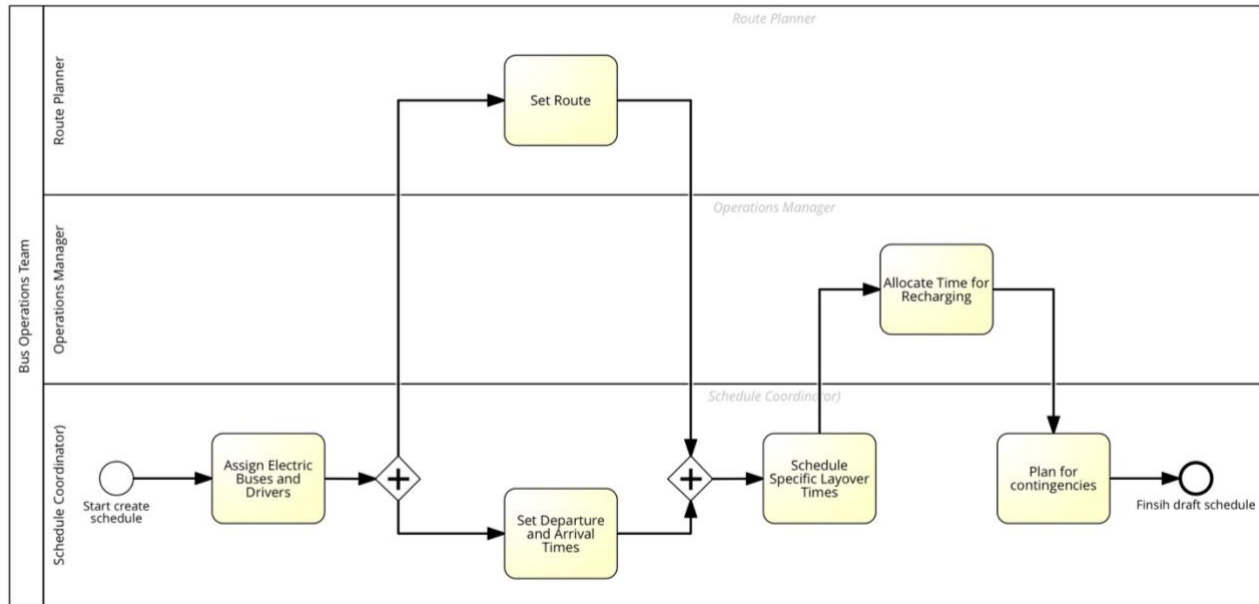 Bus Operations Team
Route Planner
Route Planner
Set Route
Operations Manager
Operations Manager
Allocate Time for
Recharging
Schedule Coordinator)
Schedule Coordinator)
Start create
schedule
Assign Electric
Buses and
Drivers
Set Departure
and Arrival
Times
Schedule
Specific Layover
Times
Plan for
contingencies
Finsih draft schedule